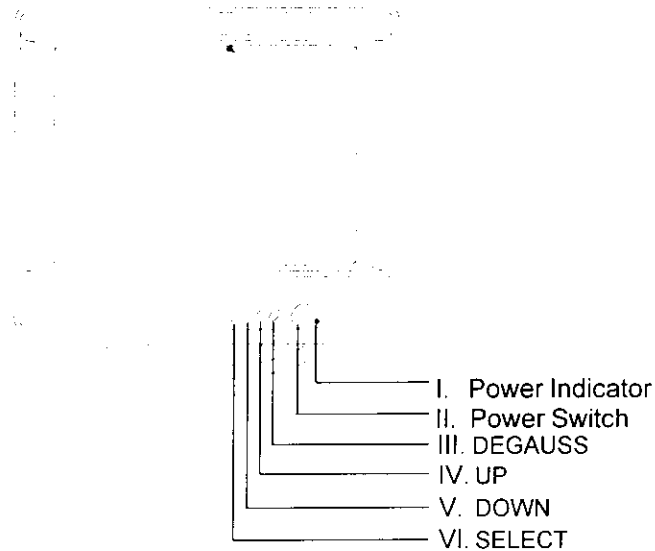 I. Power Indicator
II. Power Switch
III. DEGAUSS
IV. UP
V. DOWN
VI. SELECT